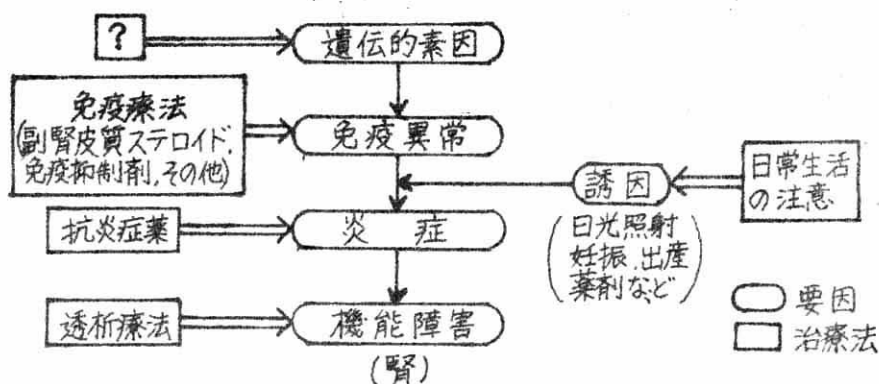 ?
遺伝的素因
免疫療法
(副腎皮質ステロイド,
免疫抑制剤,その他)
免疫異常
誘因
(日光照射
妊娠,出産
薬剤など)
日常生活
の注意
抗炎症薬
炎症
透析療法
機能障害
(腎)
要因
治療法